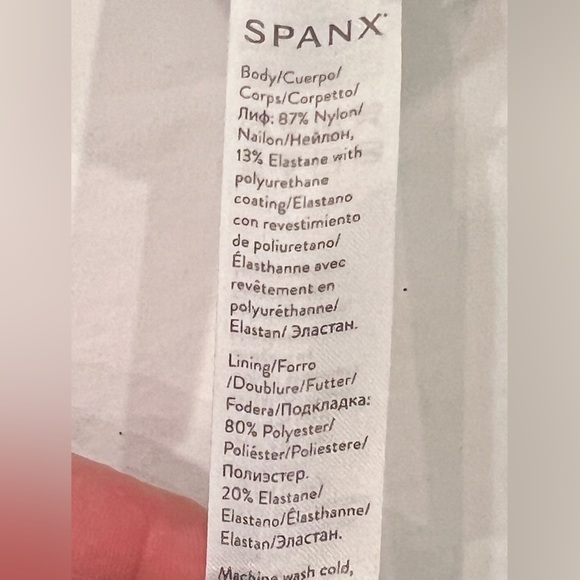 SPANX®
Body/Cuerpo/
Corps/Corpetto/
Лиф: 87% Nylon/
Nailon/Нейлон,
13% Elastane with
polyurethane
coating/Elastano
con revestimiento
de poliuretano/
Élasthanne avec
revêtement en
polyuréthanne/
Elastan/ Эластан.
Lining/Forro
/Doublure/Futter/
Fodera/Подкладка:
80% Polyester/
Poliéster/Poliestere/
Полиэстер.
20% Elastane/
Elastano/Élasthanne/
Elastan/Эластан.
Machine wash cold,